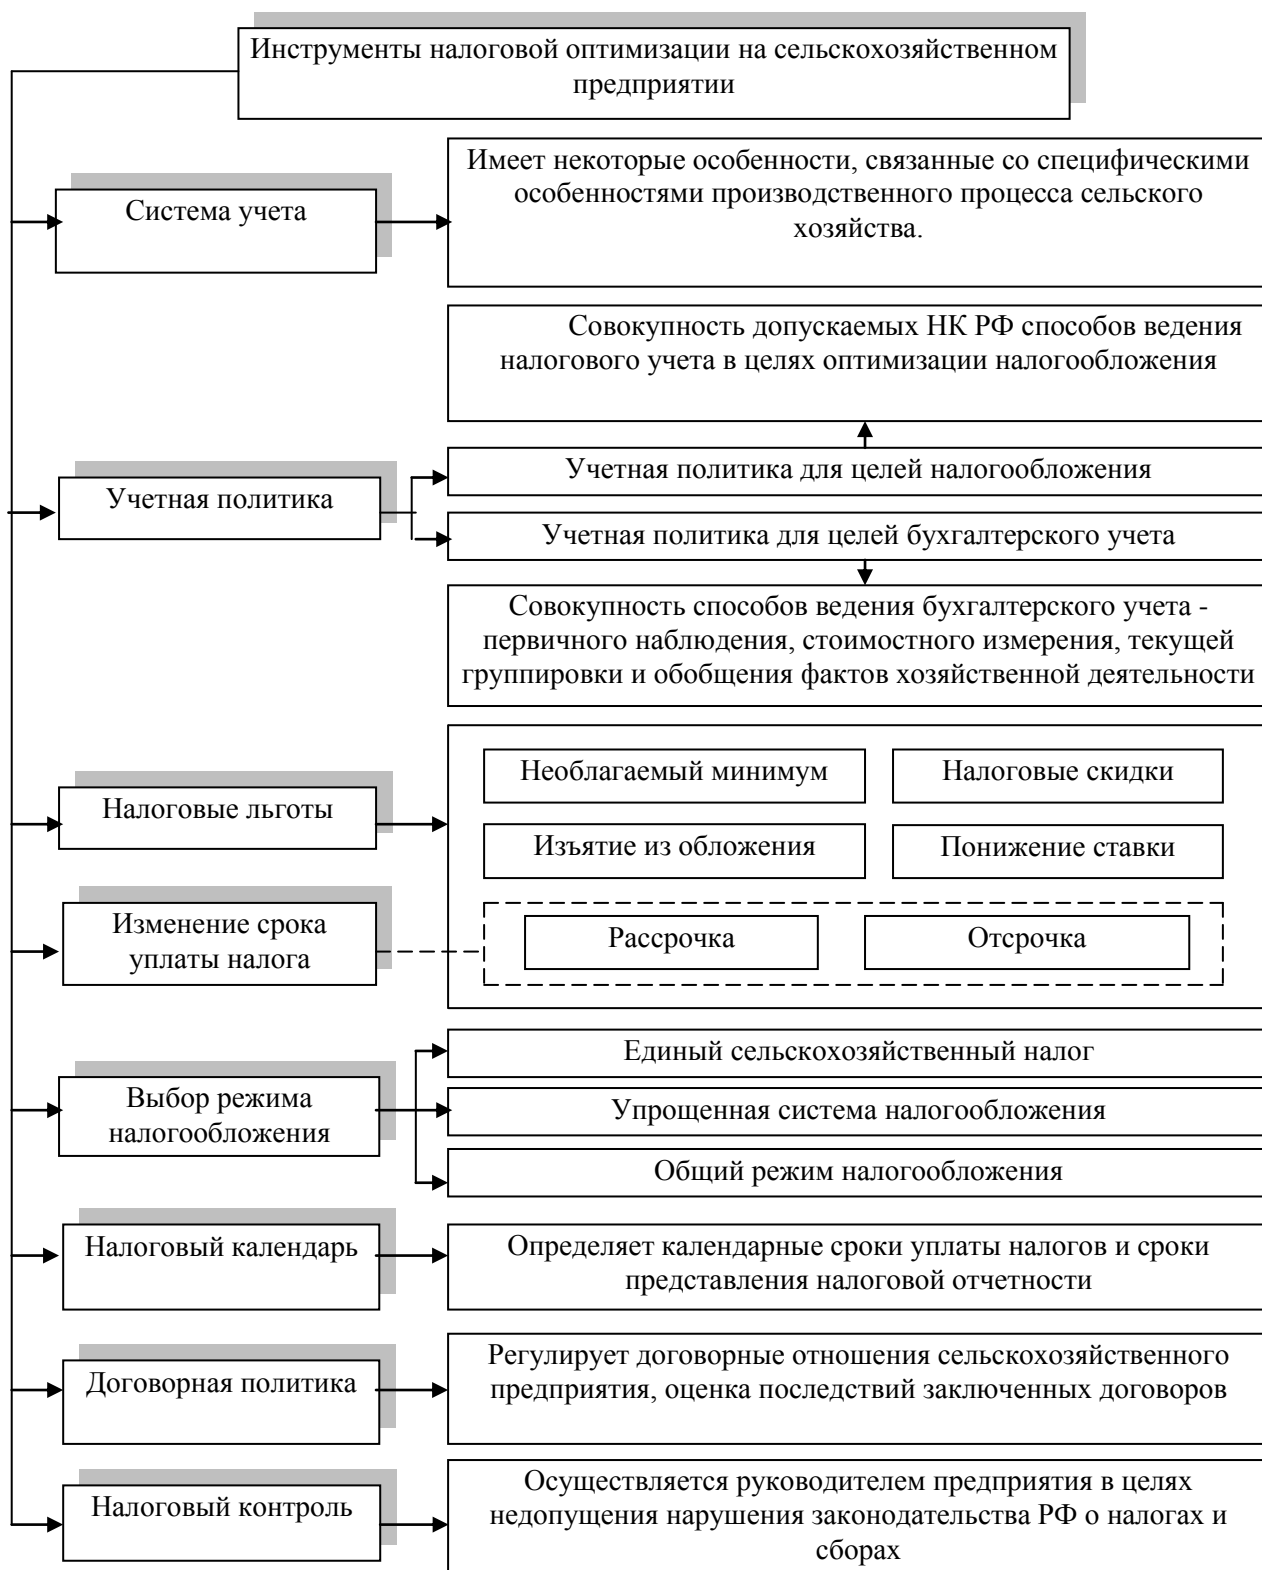 Инструменты налоговой оптимизации на сельскохозяйственном
предприятии
Система учета
Имеет некоторые особенности, связанные со специфическими
особенностями производственного процесса сельского
хозяйства.
Совокупность допускаемых НК РФ способов ведения
налогового учета в целях оптимизации налогообложения
Учетная политика
Учетная политика для целей налогообложения
Учетная политика для целей бухгалтерского учета
Совокупность способов ведения бухгалтерского учета -
первичного наблюдения, стоимостного измерения, текущей
группировки и обобщения фактов хозяйственной деятельности
Налоговые льготы
Необлагаемый минимум
Налоговые скидки
Изъятие из обложения
Понижение ставки
Изменение срока
уплаты налога
Рассрочка
Отсрочка
Выбор режима
налогообложения
Единый сельскохозяйственный налог
Упрощенная система налогообложения
Общий режим налогообложения
Налоговый календарь
Определяет календарные сроки уплаты налогов и сроки
представления налоговой отчетности
Договорная политика
Регулирует договорные отношения сельскохозяйственного
предприятия, оценка последствий заключенных договоров
Налоговый контроль
Осуществляется руководителем предприятия в целях
недопущения нарушения законодательства РФ о налогах и
сборах